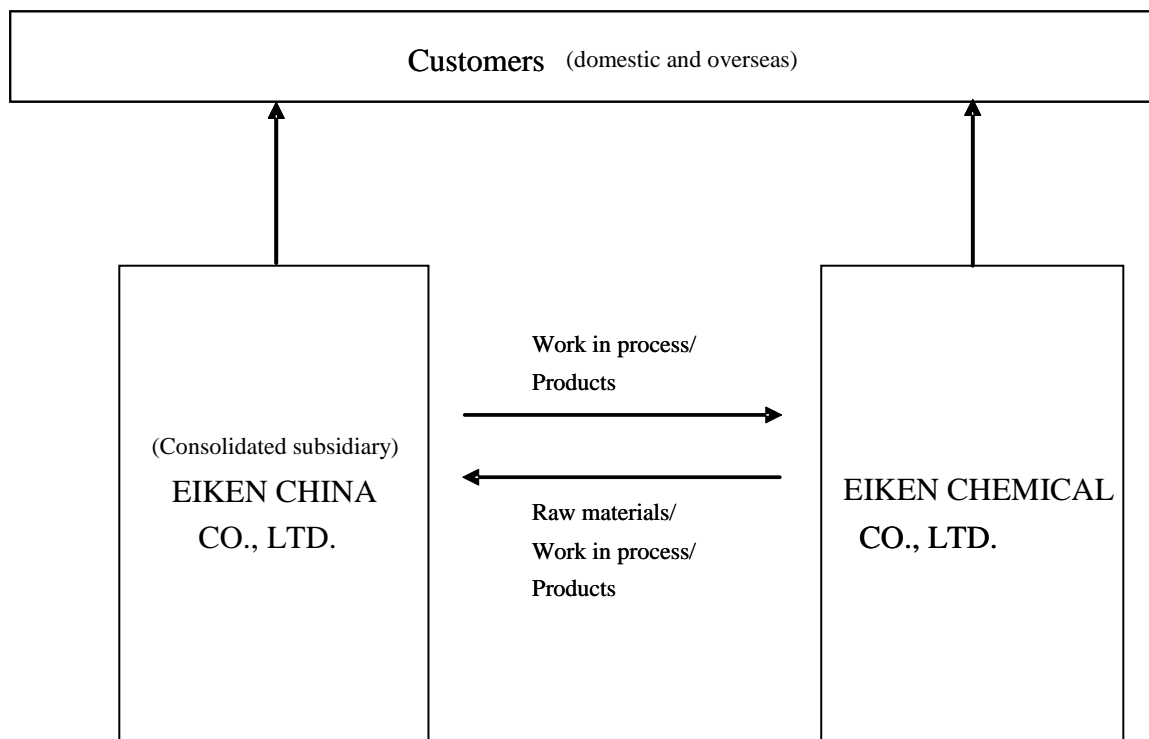 Customers (domestic and overseas)
Work in process/
Products
(Consolidated subsidiary)
EIKEN CHINA
CO., LTD.
Raw materials/
Work in process/
Products
EIKEN CHEMICAL
CO., LTD.